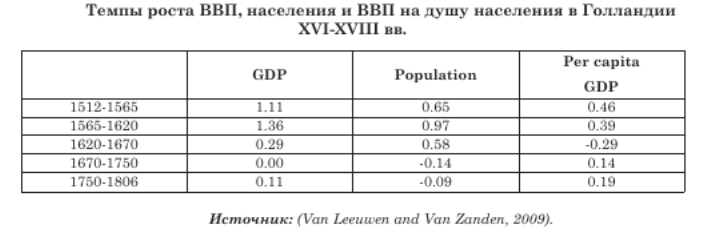 Темпы роста ВВП, населения и ВВП на душу населения в Голландии
XVI-XVIII вв.
GDP Population Per capita GDP
1512-1565 1.11 0.65 0.46
1565-1620 1.36 0.97 0.39
1620-1670 0.29 0.58 -0.29
1670-1750 0.00 -0.14 0.14
1750-1806 0.11 -0.09 0.19
Источник: (Van Leeuwen and Van Zanden, 2009).